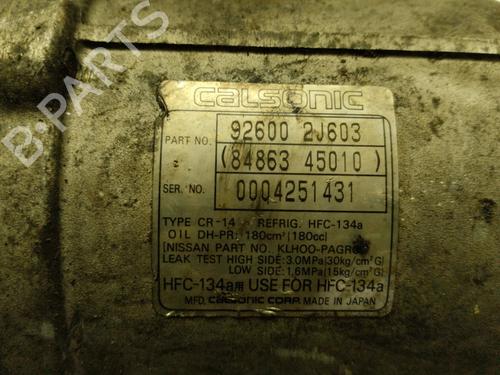 calsonic
PART NO. 92600 2J603
(84863 45010)
SER. NO. 0004251431
TYPE CR-14 REFRIG. HFC-134a
OIL DH-PR: 180cm³(180cc)
[NISSAN PART NO. KLHOO-PAGR
LEAK TEST HIGH SIDE: 3.0MPa(30kg/cm²G)
LOW SIDE: 1.6MPa(15kg/cm²G)
HFC-134a用 USE FOR HFC-134a
MFD. CALSONIC CORP. MADE IN JAPAN
B-PARTS